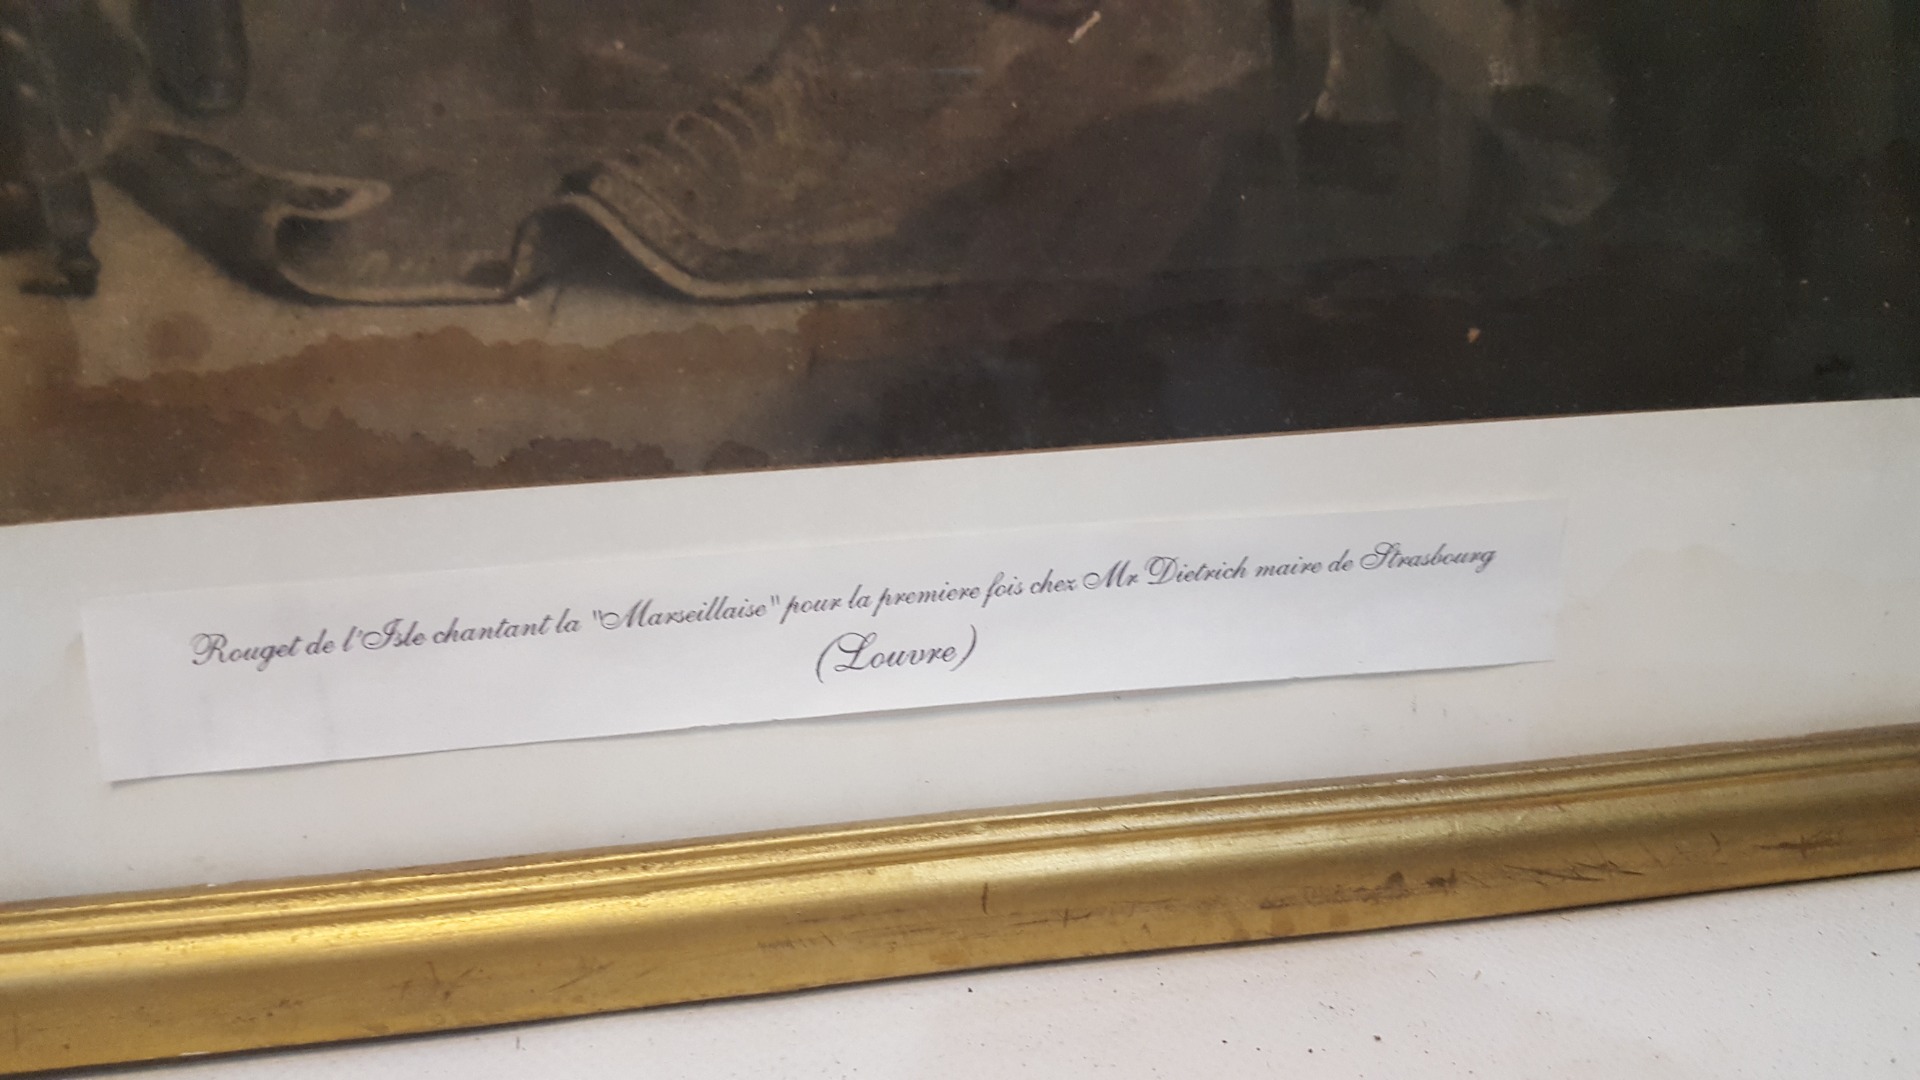 Rouget de l'Isle chantant la "Marseillaise" pour la premiere fois chez Mr Dietrich maire de Strasbourg
(Louvre)